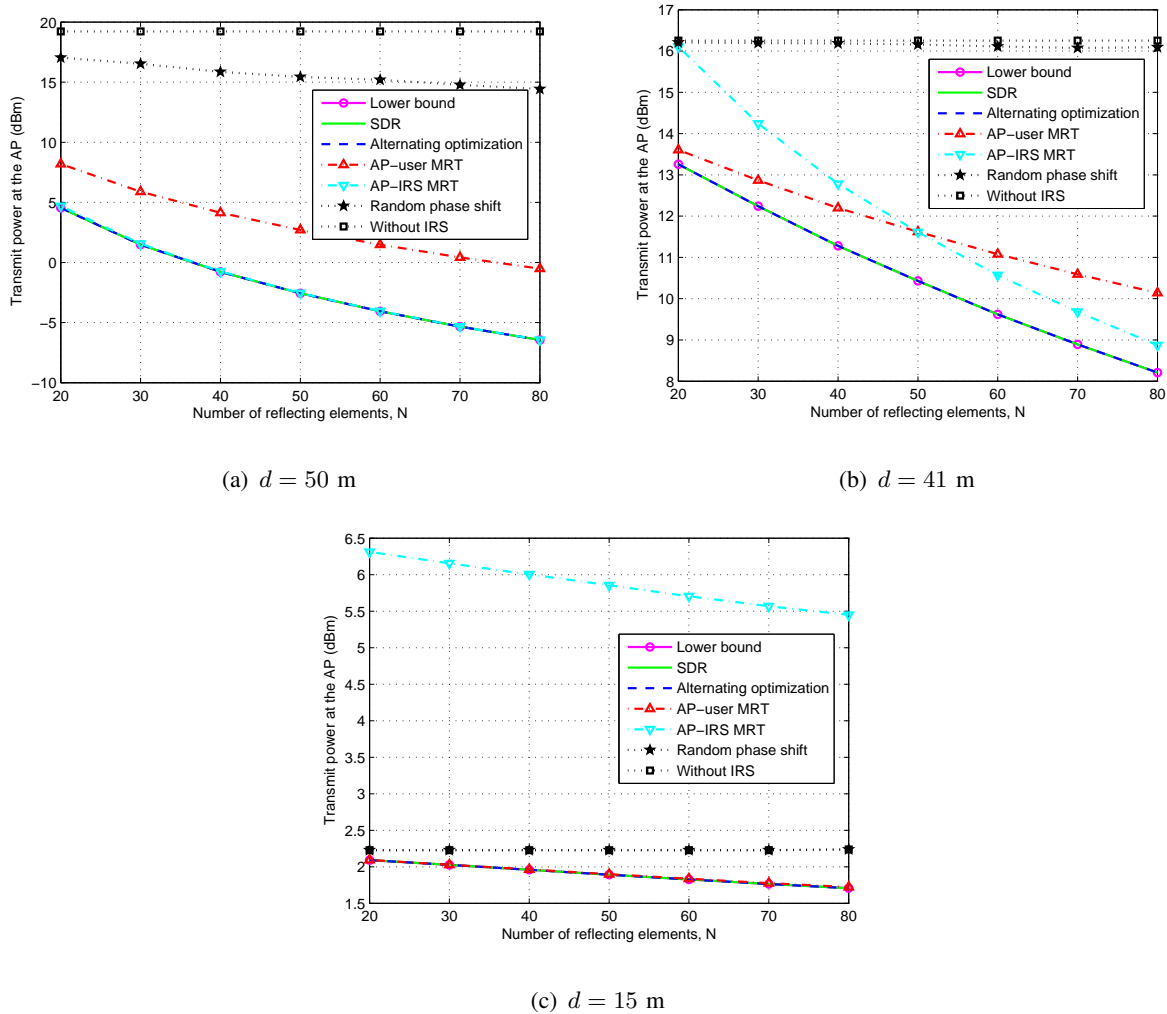 20
15
10
5
0
−5
−10
Transmit power at the AP (dBm)
Lower bound
SDR
Alternating optimization
AP−user MRT
AP−IRS MRT
Random phase shift
Without IRS
20 30 40 50 60 70 80
Number of reflecting elements, N
(a) d = 50 m
17
16
15
14
13
12
11
10
9
8
Transmit power at the AP (dBm)
Lower bound
SDR
Alternating optimization
AP−user MRT
AP−IRS MRT
Random phase shift
Without IRS
20 30 40 50 60 70 80
Number of reflecting elements, N
(b) d = 41 m
6.5
6
5.5
5
4.5
4
3.5
3
2.5
2
1.5
Transmit power at the AP (dBm)
Lower bound
SDR
Alternating optimization
AP−user MRT
AP−IRS MRT
Random phase shift
Without IRS
20 30 40 50 60 70 80
Number of reflecting elements, N
(c) d = 15 m